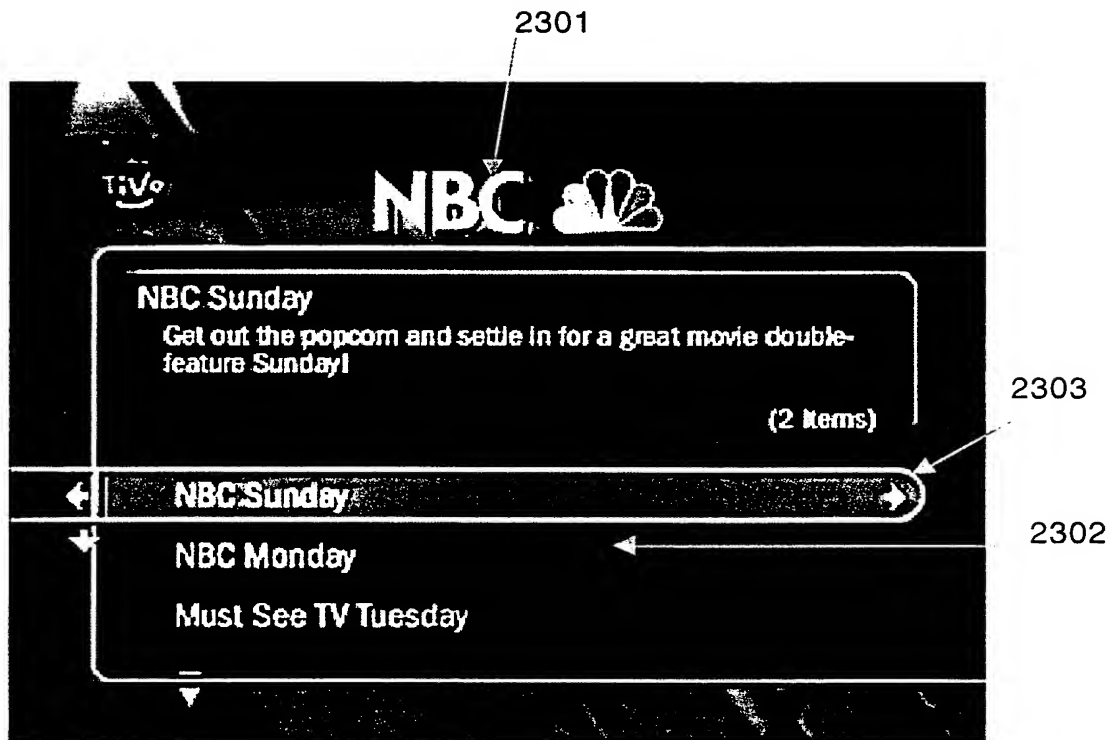 2301
TiVo
NBC
NBC Sunday
Get out the popcorn and settle in for a great movie double-
feature Sunday!
(2 Items)
2303
NBC Sunday
2302
NBC Monday
Must See TV Tuesday